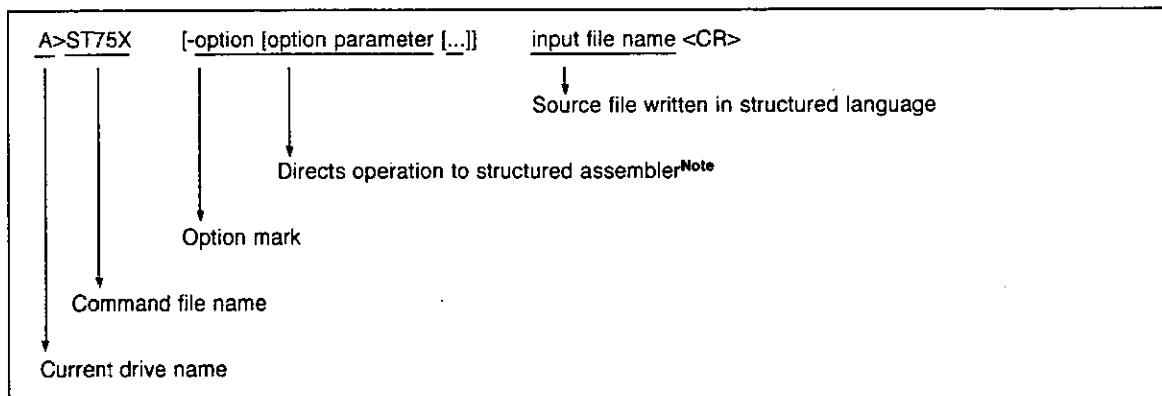 A>ST75X [-option [option parameter [...]]} input file name <CR>
Source file written in structured language
Directs operation to structured assemblerNote
Option mark
Command file name
Current drive name